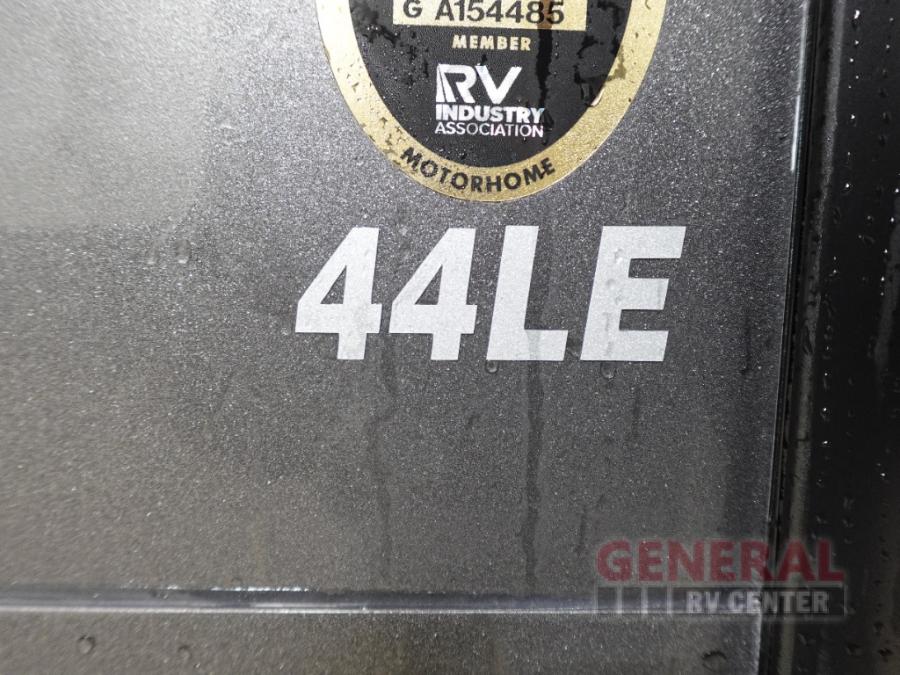 G A154485
MEMBER
RV
INDUSTRY
ASSOCIATION
MOTORHOME
44LE
GENERAL
RV CENTER